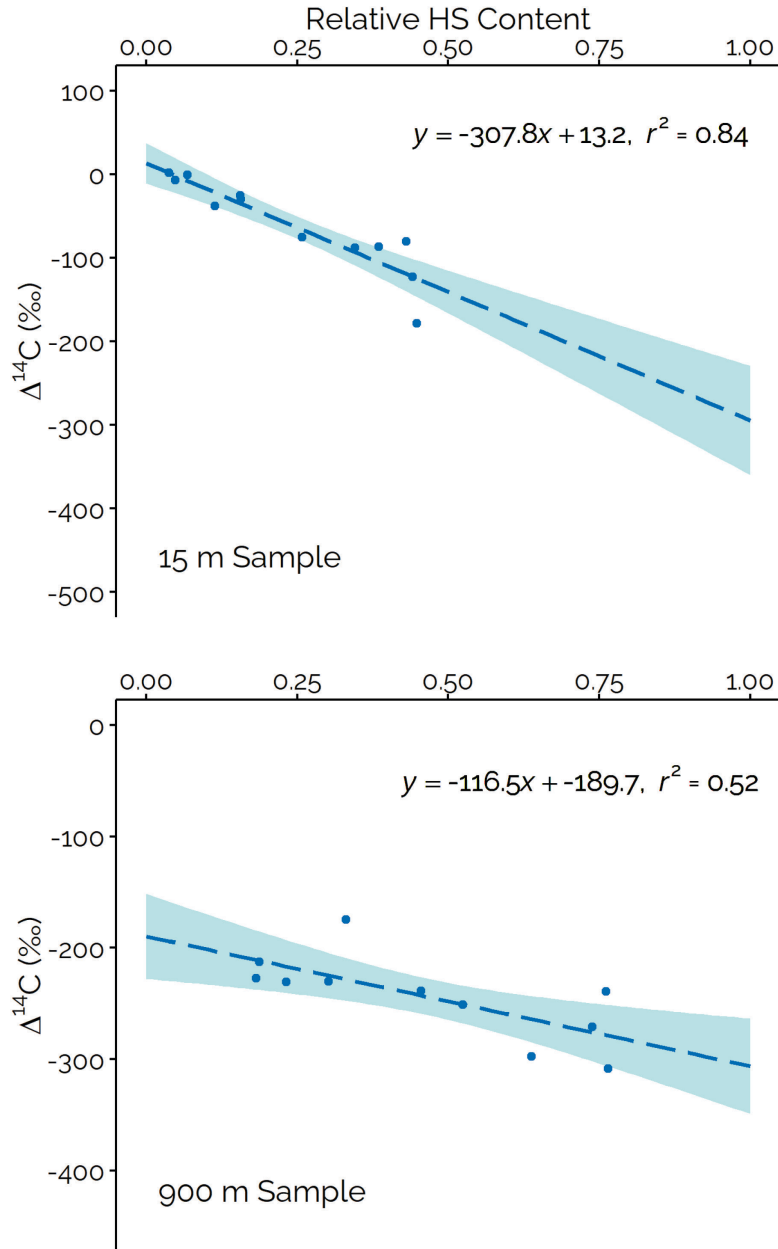 Relative HS Content
0.00 0.25 0.50 0.75 1.00
100
y = -307.8x + 13.2, r² = 0.84
0
-100
Δ¹⁴C (‰)
-200
-300
-400
15 m Sample
-500
0.00 0.25 0.50 0.75 1.00
0
y = -116.5x + -189.7, r² = 0.52
-100
Δ¹⁴C (‰)
-200
-300
-400
900 m Sample